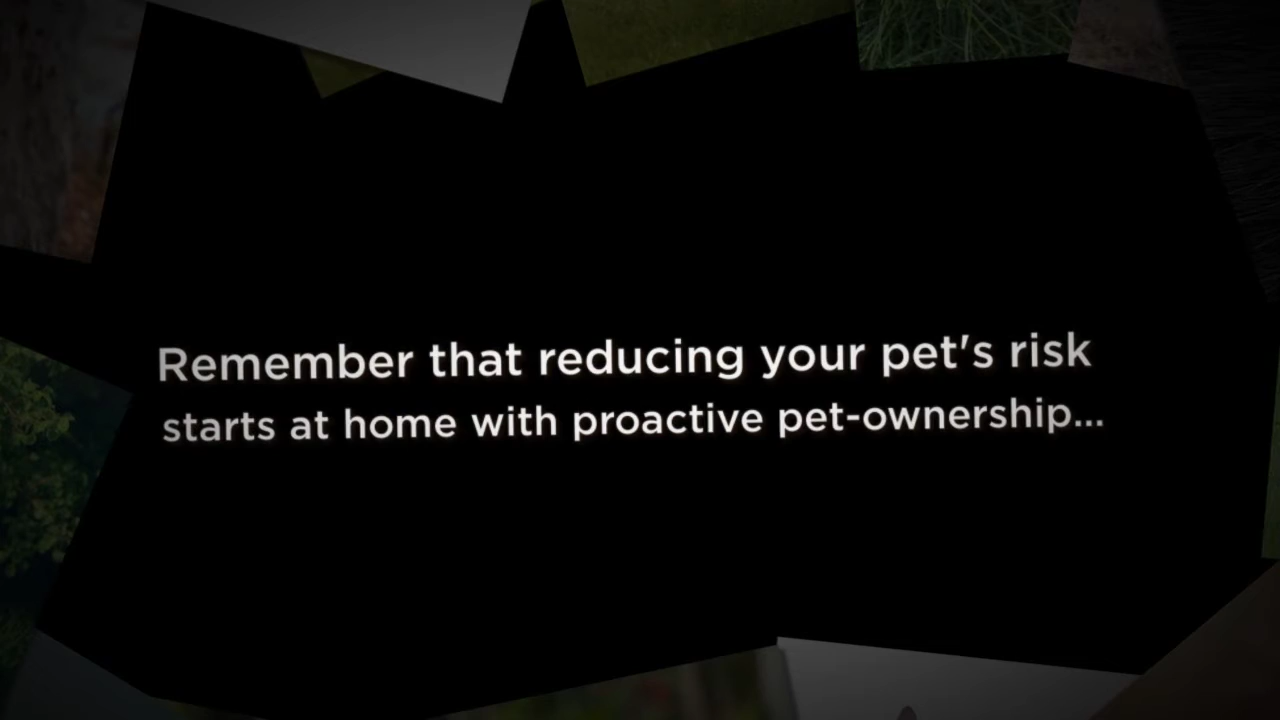 Remember that reducing your pet's risk
starts at home with proactive pet-ownership...